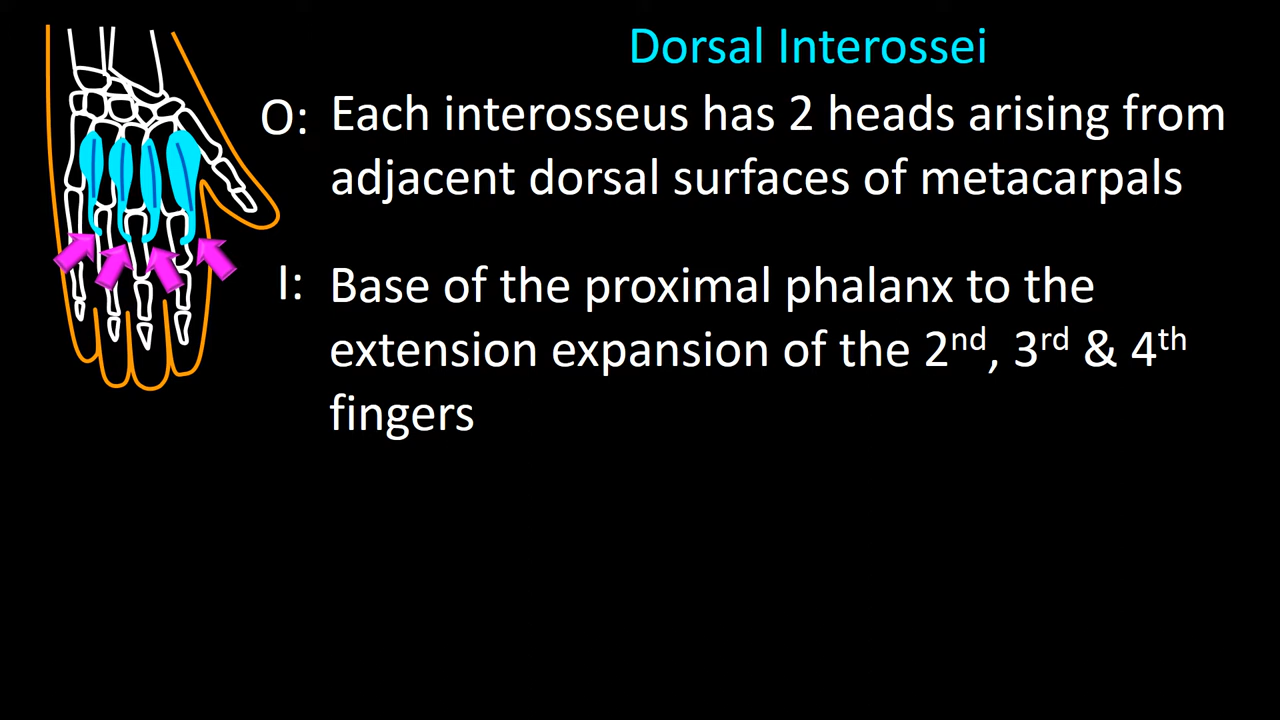 Dorsal Interossei
O: Each interosseus has 2 heads arising from
adjacent dorsal surfaces of metacarpals
I: Base of the proximal phalanx to the
extension expansion of the 2nd, 3rd & 4th
fingers